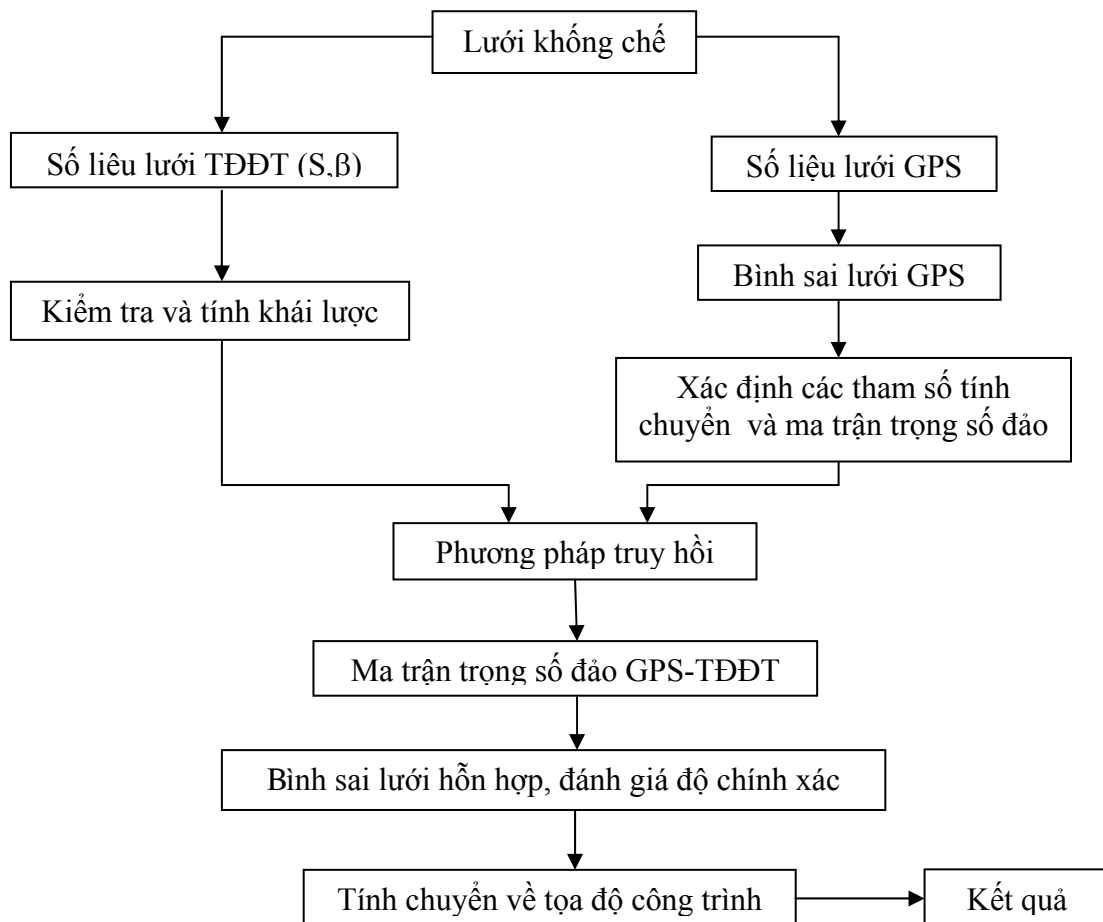 Lưới khống chế
Số liêu lưới TĐĐT (S,β)
Số liệu lưới GPS
Bình sai lưới GPS
Kiểm tra và tính khái lược
Xác định các tham số tính
chuyển và ma trận trọng số đảo
Phương pháp truy hồi
Ma trận trọng số đảo GPS-TĐĐT
Bình sai lưới hỗn hợp, đánh giá độ chính xác
Tính chuyển về tọa độ công trình
Kết quả